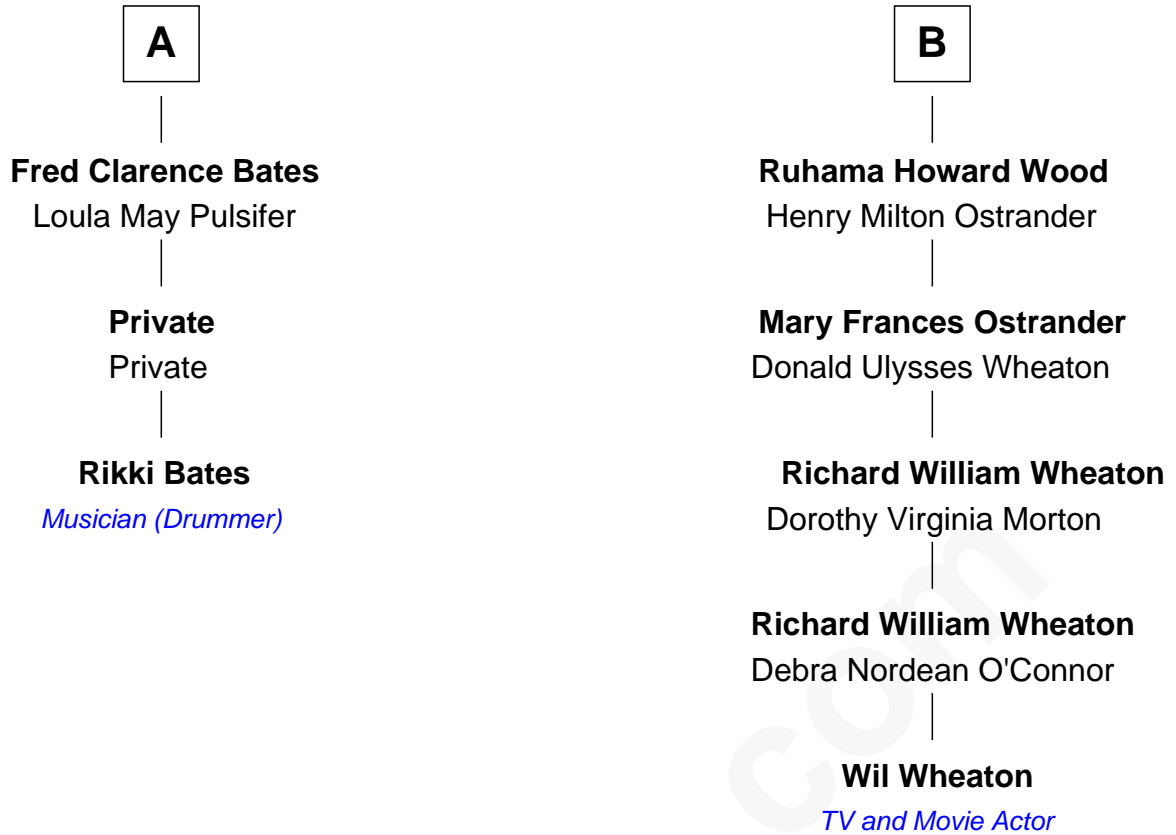 A
Fred Clarence Bates
Loula May Pulsifer
Private
Private
Rikki Bates
Musician (Drummer)
B
Ruhama Howard Wood
Henry Milton Ostrander
Mary Frances Ostrander
Donald Ulysses Wheaton
Richard William Wheaton
Dorothy Virginia Morton
Richard William Wheaton
Debra Nordean O'Connor
Wil Wheaton
TV and Movie Actor
com